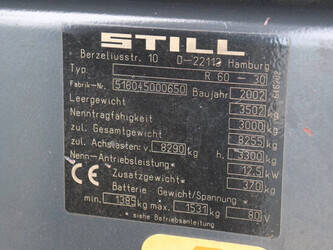 STILL
Berzeliusstr. 10 D-22113 Hamburg
Typ R 60 - 30
Fabrik-Nr. 516045000650 Baujahr 2002
Leergewicht 3502 kg
Nenntragfähigkeit 3000 kg
zul. Gesamtgewicht 8255 kg
zul. Achslasten: v. 8290 kg h. 3300 kg
Nenn-Antriebsleistung* 12,5 kW
Zusatzgewicht* 320 kg
Batterie Gewicht/Spannung *
min. 1385 kg max. 1531 kg 80 V
* siehe Betriebsanleitung
CE